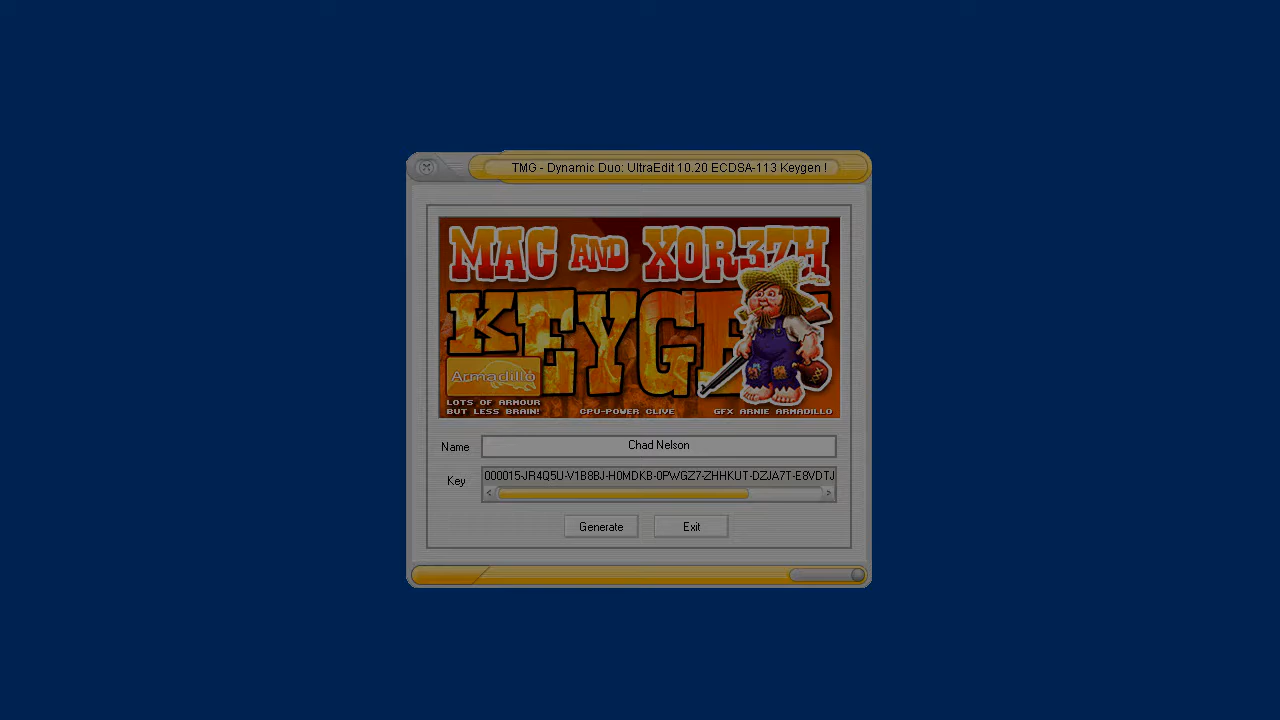 TMG - Dynamic Duo: UltraEdit 10.20 ECDSA-113 Keygen !
MAC AND XOR37H
KEYGE
Armadillo
LOTS OF ARMOUR
BUT LESS BRAIN!
CPU-POWER CLIVE
GFX ARNIE ARMADILLO
Name
Chad Nelson
Key
000015-JR4Q5U-V1B8BJ-H0MDKB-0PWGZ7-ZHHKUT-DZJA7T-E8VDTJ
Generate
Exit